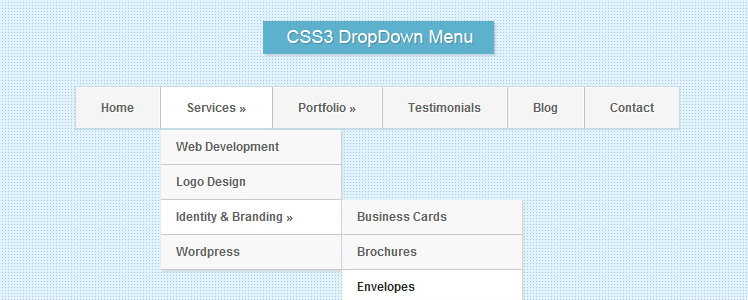 CSS3 DropDown Menu
Home Services » Portfolio » Testimonials Blog Contact
Web Development
Logo Design
Identity & Branding » Business Cards
Wordpress Brochures
Envelopes